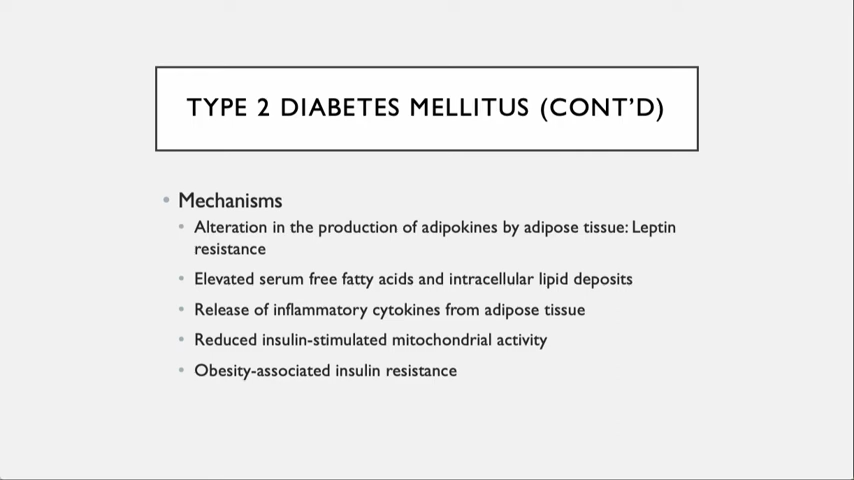 TYPE 2 DIABETES MELLITUS (CONT’D)
• Mechanisms
• Alteration in the production of adipokines by adipose tissue: Leptin
resistance
• Elevated serum free fatty acids and intracellular lipid deposits
• Release of inflammatory cytokines from adipose tissue
• Reduced insulin-stimulated mitochondrial activity
• Obesity-associated insulin resistance